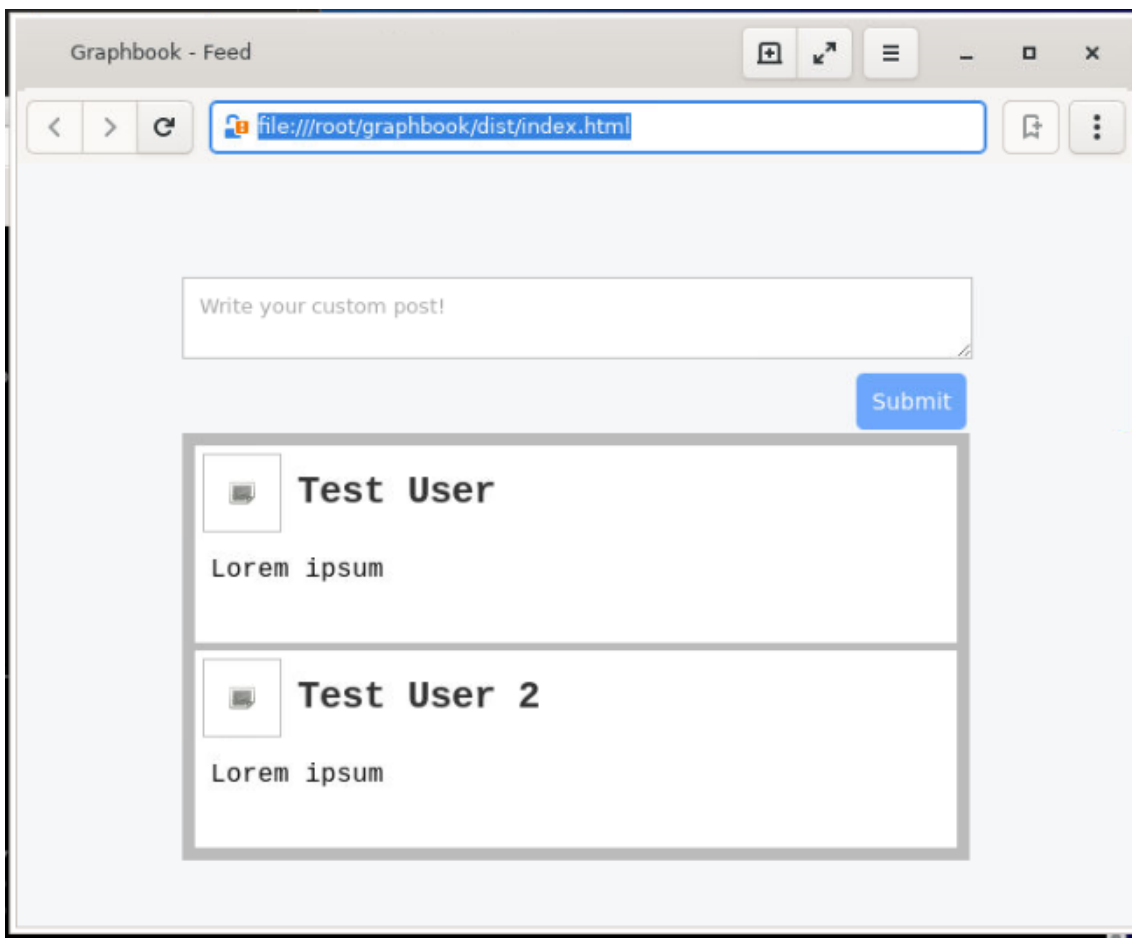 Graphbook - Feed
file:///root/graphbook/dist/index.html
Write your custom post!
Submit
Test User
Lorem ipsum
Test User 2
Lorem ipsum